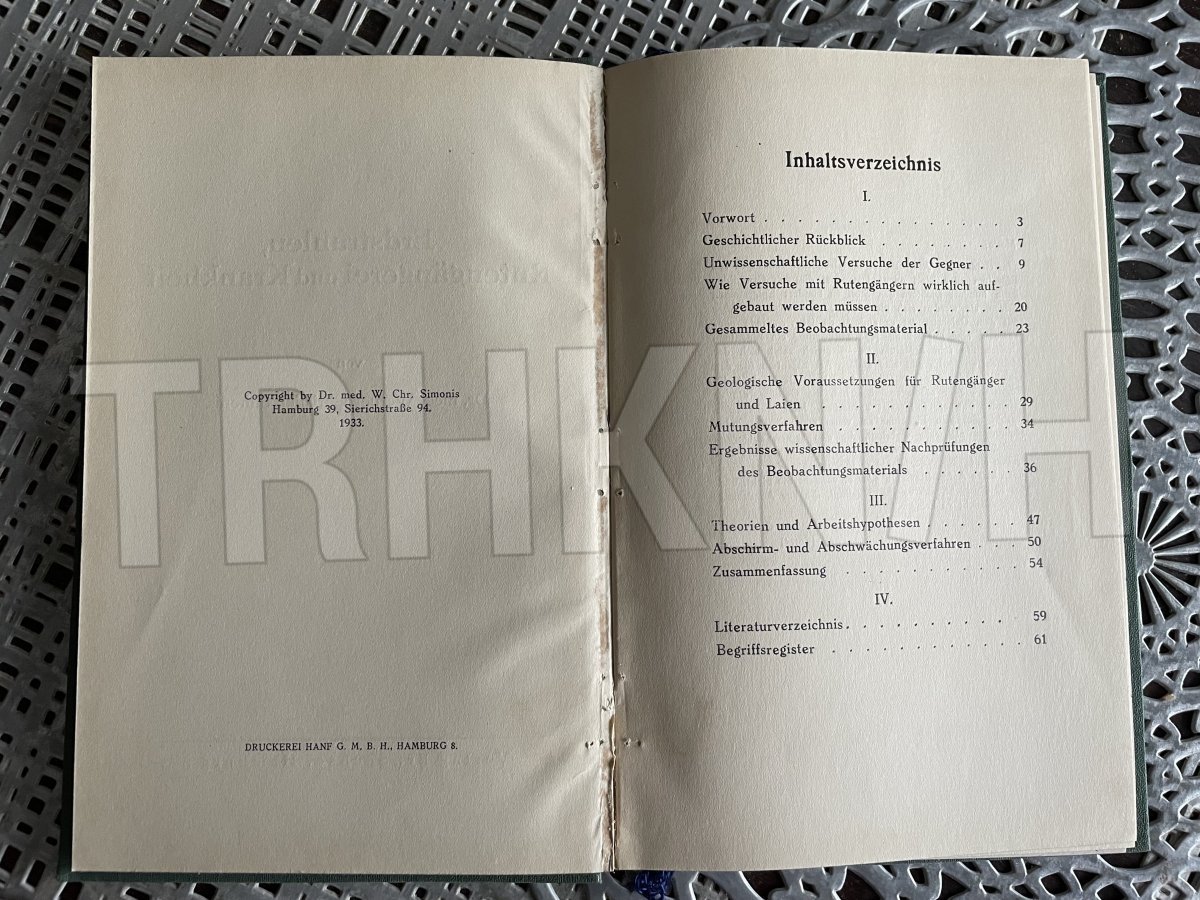 Copyright by Dr. med. W. Chr. Simonis
Hamburg 39, Sierichstraße 94.
1933.
DRUCKEREI HANF G. M. B. H., HAMBURG 8.
Inhaltsverzeichnis
I.
Vorwort . . . . . . . . . . . . . . . 3
Geschichtlicher Rückblick . . . . . . . . 7
Unwissenschaftliche Versuche der Gegner . . 9
Wie Versuche mit Rutengängern wirklich auf-
gebaut werden müssen . . . . . . . . 20
Gesammeltes Beobachtungsmaterial . . . . . 23
II.
Geologische Voraussetzungen für Rutengänger
und Laien . . . . . . . . . . . . 29
Mutungsverfahren . . . . . . . . . . . 34
Ergebnisse wissenschaftlicher Nachprüfungen
des Beobachtungsmaterials . . . . . . 36
III.
Theorien und Arbeitshypothesen . . . . . . 47
Abschirm- und Abschwächungsverfahren . . . 50
Zusammenfassung . . . . . . . . . . . 54
IV.
Literaturverzeichnis . . . . . . . . . . 59
Begriffsregister . . . . . . . . . . . . 61
TRHKN/H